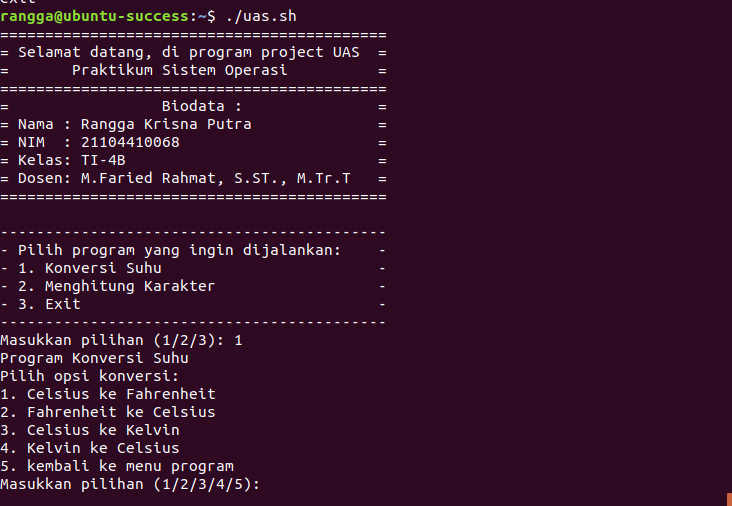 exit
rangga@ubuntu-success:~$ ./uas.sh
===========================================
= Selamat datang, di program project UAS  =
=       Praktikum Sistem Operasi          =
===========================================
=                 Biodata :               =
= Nama : Rangga Krisna Putra              =
= NIM  : 21104410068                      =
= Kelas: TI-4B                            =
= Dosen: M.Faried Rahmat, S.ST., M.Tr.T   =
===========================================
-------------------------------------------
- Pilih program yang ingin dijalankan:    -
- 1. Konversi Suhu                        -
- 2. Menghitung Karakter                  -
- 3. Exit                                 -
-------------------------------------------
Masukkan pilihan (1/2/3): 1
Program Konversi Suhu
Pilih opsi konversi:
1. Celsius ke Fahrenheit
2. Fahrenheit ke Celsius
3. Celsius ke Kelvin
4. Kelvin ke Celsius
5. kembali ke menu program
Masukkan pilihan (1/2/3/4/5):